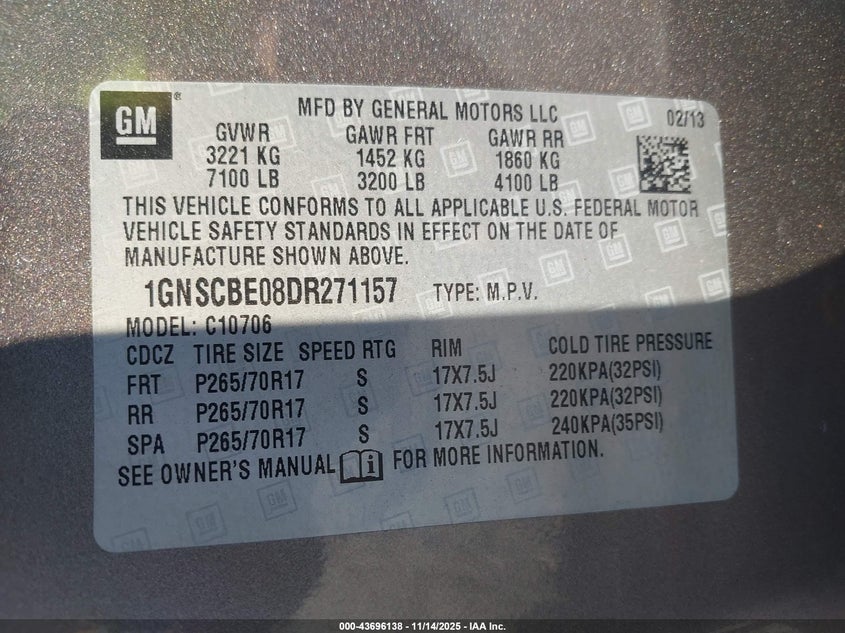 GM
MFD BY GENERAL MOTORS LLC 02/13
GVWR GAWR FRT GAWR RR
3221 KG 1452 KG 1860 KG
7100 LB 3200 LB 4100 LB
THIS VEHICLE CONFORMS TO ALL APPLICABLE U.S. FEDERAL MOTOR
VEHICLE SAFETY STANDARDS IN EFFECT ON THE DATE OF
MANUFACTURE SHOWN ABOVE.
1GNSCBE08DR271157 TYPE: M.P.V.
MODEL: C10706
CDCZ TIRE SIZE SPEED RTG RIM COLD TIRE PRESSURE
FRT P265/70R17 S 17X7.5J 220KPA(32PSI)
RR P265/70R17 S 17X7.5J 220KPA(32PSI)
SPA P265/70R17 S 17X7.5J 240KPA(35PSI)
SEE OWNER'S MANUAL FOR MORE INFORMATION.
000-43696138 - 11/14/2025 - IAA Inc.